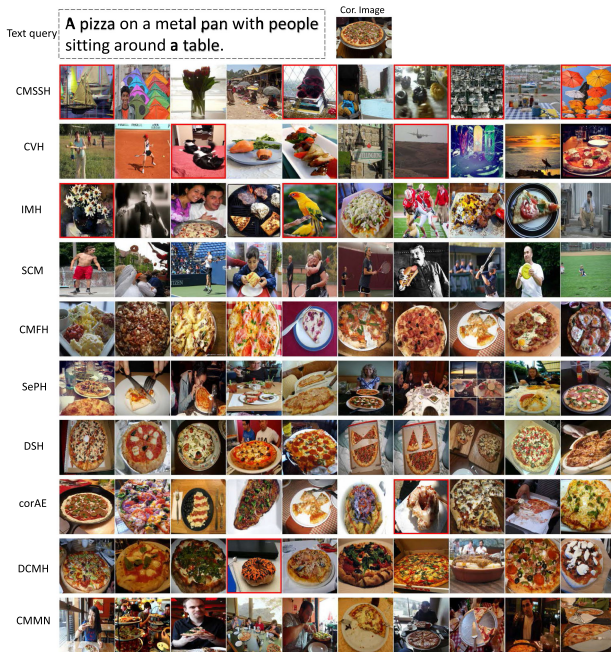 Cor. Image
Text query
A pizza on a metal pan with people
sitting around a table.
CMSSH
CVH
IMH
SCM
CMFH
SePH
DSH
corAE
DCMH
CMMN